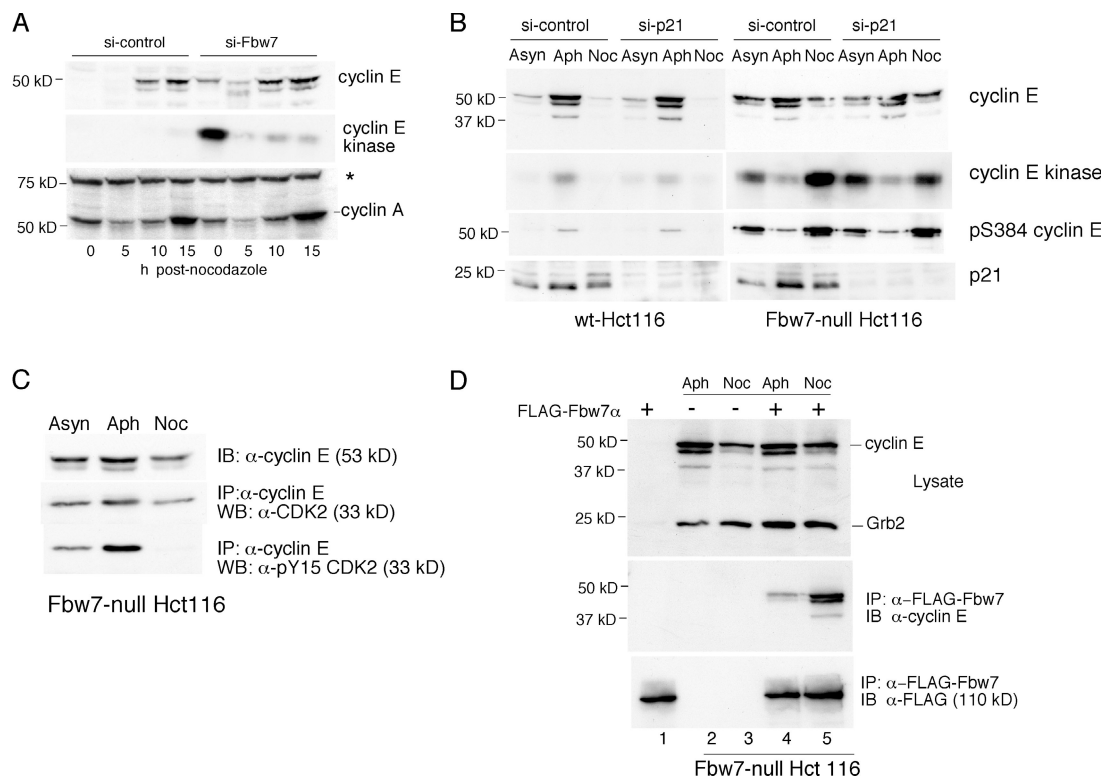 A
si-control si-Fbw7
50 kD
cyclin E
cyclin E
kinase
75 kD
*
cyclin A
50 kD
0 5 10 15 0 5 10 15
h post-nocodazole
B
si-control si-p21 si-control si-p21
Asyn Aph Noc Asyn Aph Noc Asyn Aph Noc Asyn Aph Noc
50 kD
cyclin E
37 kD
cyclin E kinase
50 kD
pS384 cyclin E
25 kD
p21
wt-Hct116 Fbw7-null Hct116
C
Asyn Aph Noc
IB: α-cyclin E (53 kD)
IP:α-cyclin E
WB: α-CDK2 (33 kD)
IP: α-cyclin E
WB: α-pY15 CDK2 (33 kD)
Fbw7-null Hct116
D
Aph Noc Aph Noc
FLAG-Fbw7α + - - + +
50 kD
cyclin E
37 kD
Lysate
25 kD
Grb2
50 kD
IP: α–FLAG-Fbw7
IB α-cyclin E
37 kD
IP: α–FLAG-Fbw7
IB α-FLAG (110 kD)
1 2 3 4 5
Fbw7-null Hct 116